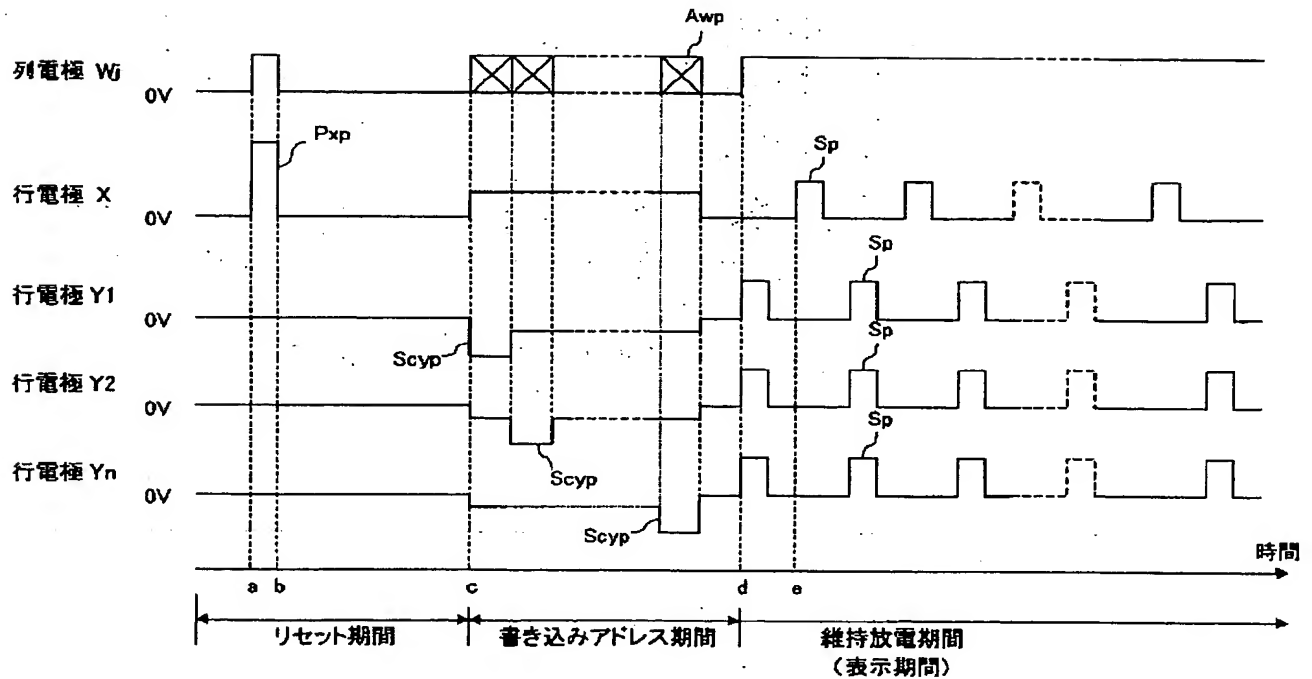 Awp
列電極 Wj
0V
Pxp
Sp
行電極 X
0V
Sp
行電極 Y1
0V
Scyp
Sp
行電極 Y2
0V
Sp
Scyp
行電極 Yn
0V
Scyp
時間
a b c d e
リセット期間 書き込みアドレス期間 維持放電期間
(表示期間)